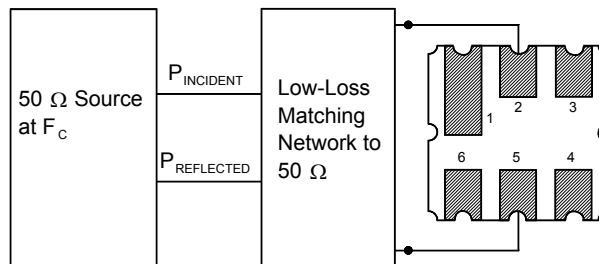 50 Ω Source
at F_C
P_INCIDENT
P_REFLECTED
Low-Loss
Matching
Network to
50 Ω
1
2
3
6
5
4